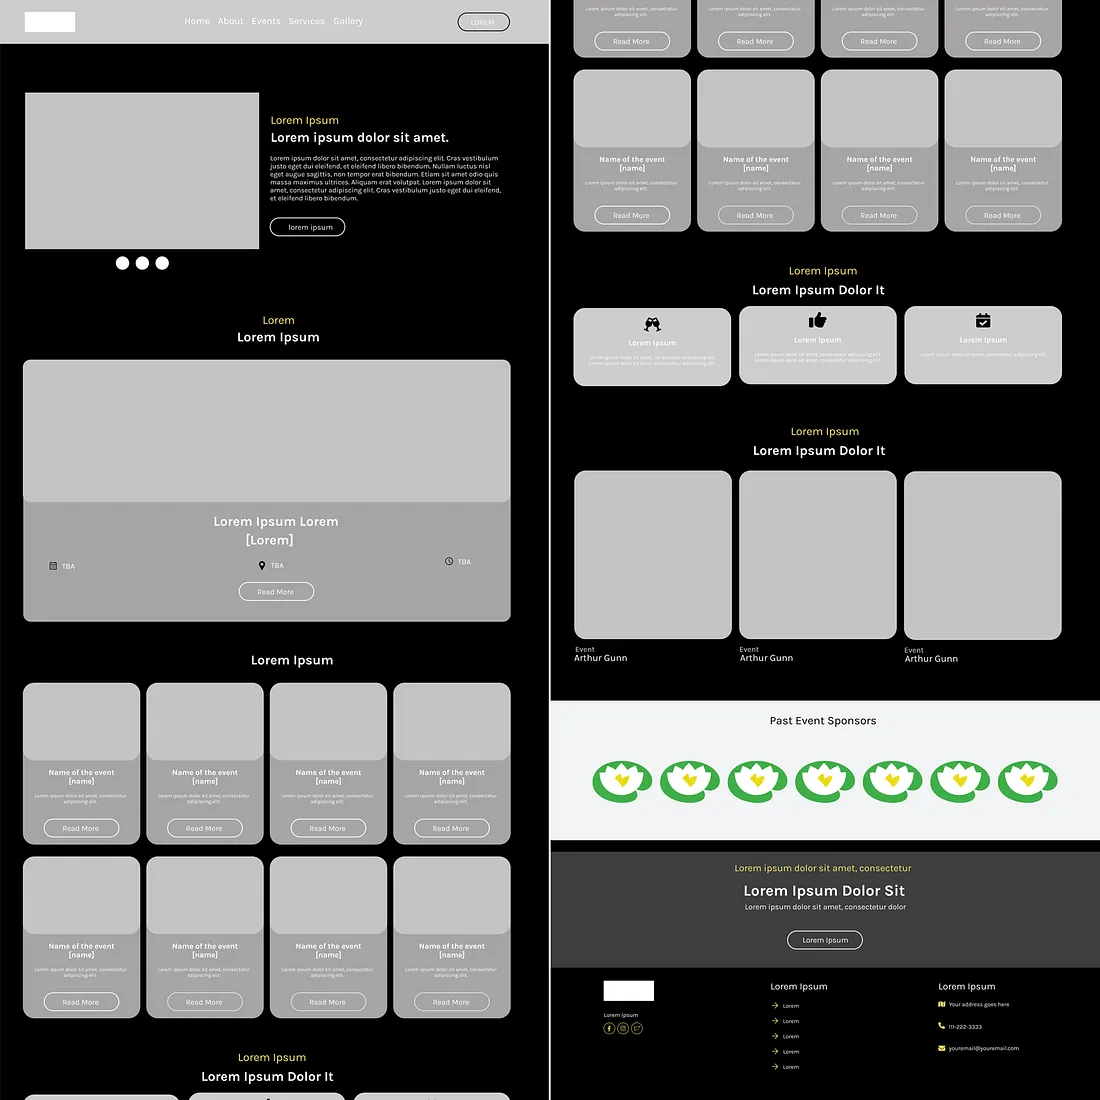 Home About Events Services Gallery
LOREM
Lorem Ipsum
Lorem ipsum dolor sit amet.
Lorem ipsum dolor sit amet, consectetur adipiscing elit. Cras vestibulum
justo eget dui eleifend, et eleifend libero bibendum. Nullam luctus nisl
eget augue sagittis, non tempor erat bibendum. Etiam sit amet odio quis
massa maximus ultrices. Aliquam erat volutpat. Lorem ipsum dolor sit
amet, consectetur adipiscing elit. Cras vestibulum justo eget dui eleifend,
et eleifend libero bibendum.
lorem ipsum
Lorem
Lorem Ipsum
Lorem Ipsum Lorem
[Lorem]
TBA
TBA
TBA
Read More
Lorem Ipsum
Name of the event
[name]
Lorem ipsum dolor sit amet, consectetur
adipiscing elit.
Read More
Name of the event
[name]
Lorem ipsum dolor sit amet, consectetur
adipiscing elit.
Read More
Name of the event
[name]
Lorem ipsum dolor sit amet, consectetur
adipiscing elit.
Read More
Name of the event
[name]
Lorem ipsum dolor sit amet, consectetur
adipiscing elit.
Read More
Name of the event
[name]
Lorem ipsum dolor sit amet, consectetur
adipiscing elit.
Read More
Name of the event
[name]
Lorem ipsum dolor sit amet, consectetur
adipiscing elit.
Read More
Name of the event
[name]
Lorem ipsum dolor sit amet, consectetur
adipiscing elit.
Read More
Name of the event
[name]
Lorem ipsum dolor sit amet, consectetur
adipiscing elit.
Read More
Lorem Ipsum
Lorem Ipsum Dolor It
Lorem ipsum dolor sit amet, consectetur
adipiscing elit.
Read More
Lorem ipsum dolor sit amet, consectetur
adipiscing elit.
Read More
Lorem ipsum dolor sit amet, consectetur
adipiscing elit.
Read More
Lorem ipsum dolor sit amet, consectetur
adipiscing elit.
Read More
Name of the event
[name]
Lorem ipsum dolor sit amet, consectetur
adipiscing elit.
Read More
Name of the event
[name]
Lorem ipsum dolor sit amet, consectetur
adipiscing elit.
Read More
Name of the event
[name]
Lorem ipsum dolor sit amet, consectetur
adipiscing elit.
Read More
Name of the event
[name]
Lorem ipsum dolor sit amet, consectetur
adipiscing elit.
Read More
Lorem Ipsum
Lorem Ipsum Dolor It
Lorem Ipsum
Lorem ipsum dolor sit amet, consectetur adipiscing elit.
Lorem ipsum dolor sit amet, consectetur adipiscing elit.
Lorem Ipsum
Lorem ipsum dolor sit amet, consectetur adipiscing elit.
Lorem ipsum dolor sit amet, consectetur adipiscing elit.
Lorem Ipsum
Lorem ipsum dolor sit amet, consectetur adipiscing elit.
Lorem Ipsum
Lorem Ipsum Dolor It
Event
Arthur Gunn
Event
Arthur Gunn
Event
Arthur Gunn
Past Event Sponsors
Lorem ipsum dolor sit amet, consectetur
Lorem Ipsum Dolor Sit
Lorem ipsum dolor sit amet, consectetur dolor
Lorem Ipsum
Lorem Ipsum
Lorem Ipsum
Lorem
Lorem
Lorem
Lorem
Lorem
Lorem Ipsum
Your address goes here
111-222-3333
youremail@youremail.com